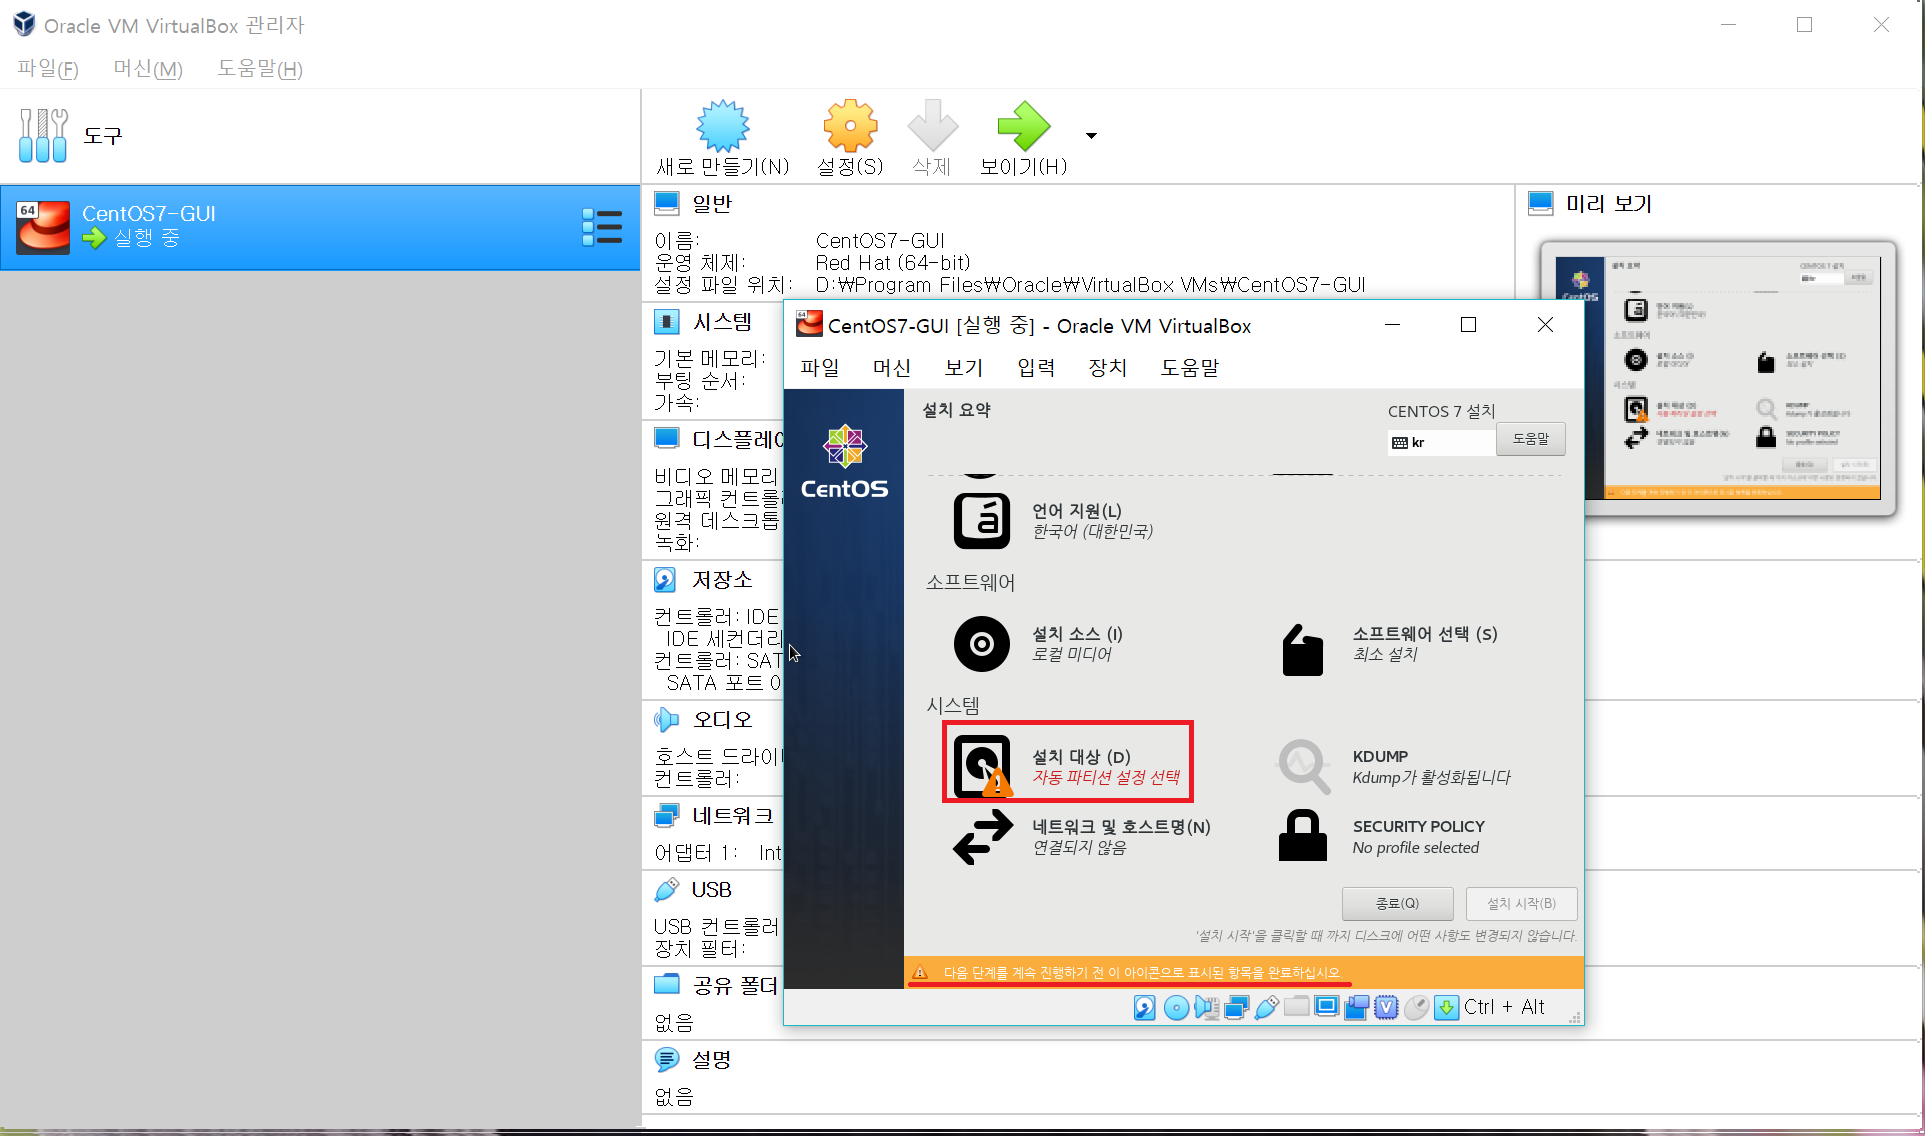 Oracle VM VirtualBox 관리자
파일(F) 머신(M) 도움말(H)
도구
새로 만들기(N) 설정(S) 삭제 보이기(H)
64
CentOS7-GUI
실행 중
일반
이름: CentOS7-GUI
운영 체제: Red Hat (64-bit)
설정 파일 위치: D:₩Program Files₩Oracle₩VirtualBox VMs₩CentOS7-GUI
미리 보기
시스템
기본 메모리:
부팅 순서:
가속:
디스플레이
비디오 메모리
그래픽 컨트롤
원격 데스크톱
녹화:
저장소
컨트롤러: IDE
IDE 세컨더리
컨트롤러: SAT
SATA 포트 0
오디오
호스트 드라이
컨트롤러:
네트워크
어댑터 1: Int
USB
USB 컨트롤러
장치 필터:
공유 폴더
없음
설명
없음
CentOS7-GUI [실행 중] - Oracle VM VirtualBox
파일 머신 보기 입력 장치 도움말
CentOS
설치 요약
CENTOS 7 설치
kr
도움말
언어 지원(L)
한국어 (대한민국)
소프트웨어
설치 소스 (I)
로컬 미디어
소프트웨어 선택 (S)
최소 설치
시스템
설치 대상 (D)
자동 파티션 설정 선택
KDUMP
Kdump가 활성화됩니다
네트워크 및 호스트명(N)
연결되지 않음
SECURITY POLICY
No profile selected
종료(Q) 설치 시작(B)
'설치 시작'을 클릭할 때 까지 디스크에 어떤 사항도 변경되지 않습니다.
다음 단계를 계속 진행하기 전 이 아이콘으로 표시된 항목을 완료하십시오.
Ctrl + Alt